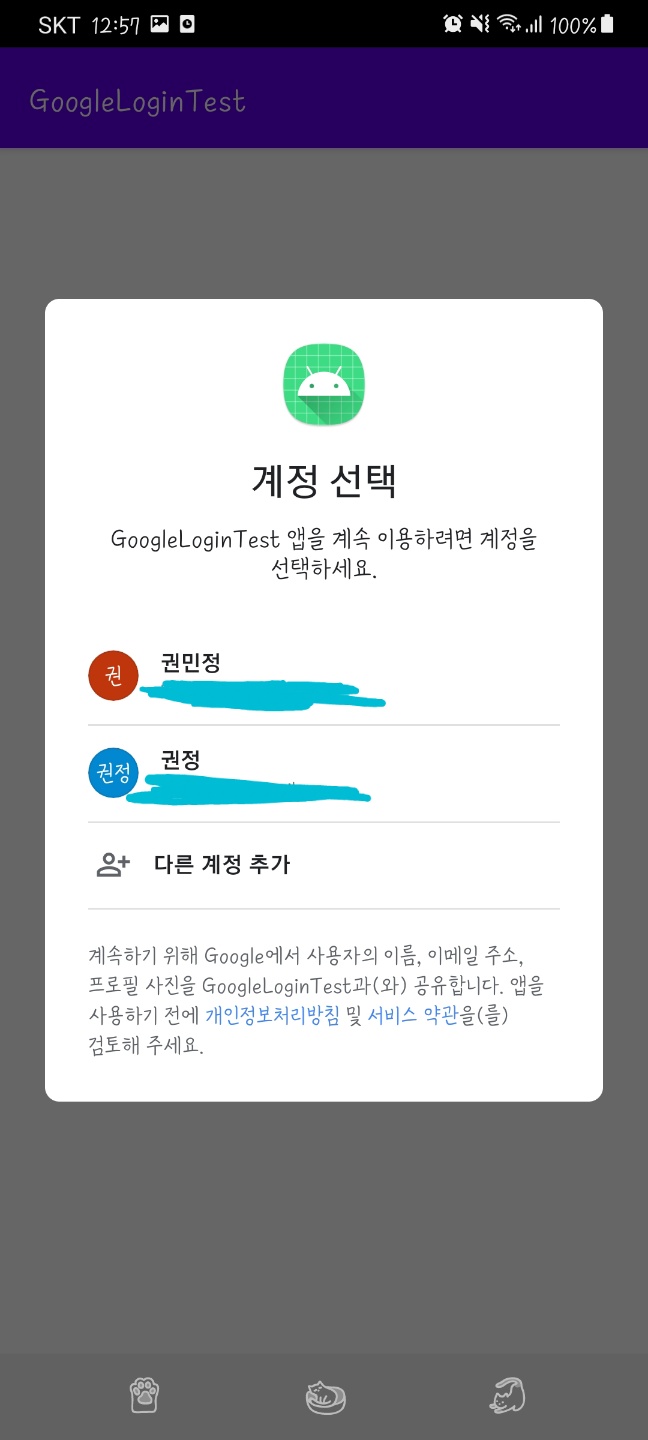 SKT 12:57 100%
GoogleLoginTest
계정 선택
GoogleLoginTest 앱을 계속 이용하려면 계정을
선택하세요.
권 권민정
권정 권정
다른 계정 추가
계속하기 위해 Google에서 사용자의 이름, 이메일 주소,
프로필 사진을 GoogleLoginTest과(와) 공유합니다. 앱을
사용하기 전에 개인정보처리방침 및 서비스 약관을(를)
검토해 주세요.